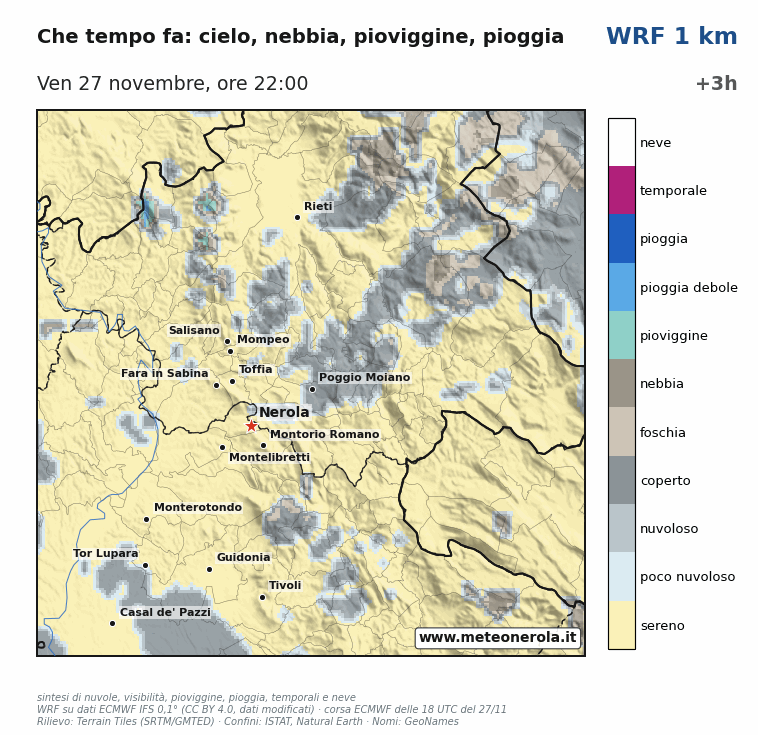 Che tempo fa: cielo, nebbia, pioviggine, pioggia
WRF 1 km
Ven 27 novembre, ore 22:00
+3h
neve
temporale
pioggia
pioggia debole
pioviggine
nebbia
foschia
coperto
nuvoloso
poco nuvoloso
sereno
Rieti
Salisano
Mompeo
Fara in Sabina
Toffia
Poggio Moiano
Nerola
Montorio Romano
Montelibretti
Monterotondo
Tor Lupara
Guidonia
Tivoli
Casal de' Pazzi
www.meteonerola.it
sintesi di nuvole, visibilità, pioviggine, pioggia, temporali e neve
WRF su dati ECMWF IFS 0,1° (CC BY 4.0, dati modificati) · corsa ECMWF delle 18 UTC del 27/11
Rilievo: Terrain Tiles (SRTM/GMTED) · Confini: ISTAT, Natural Earth · Nomi: GeoNames